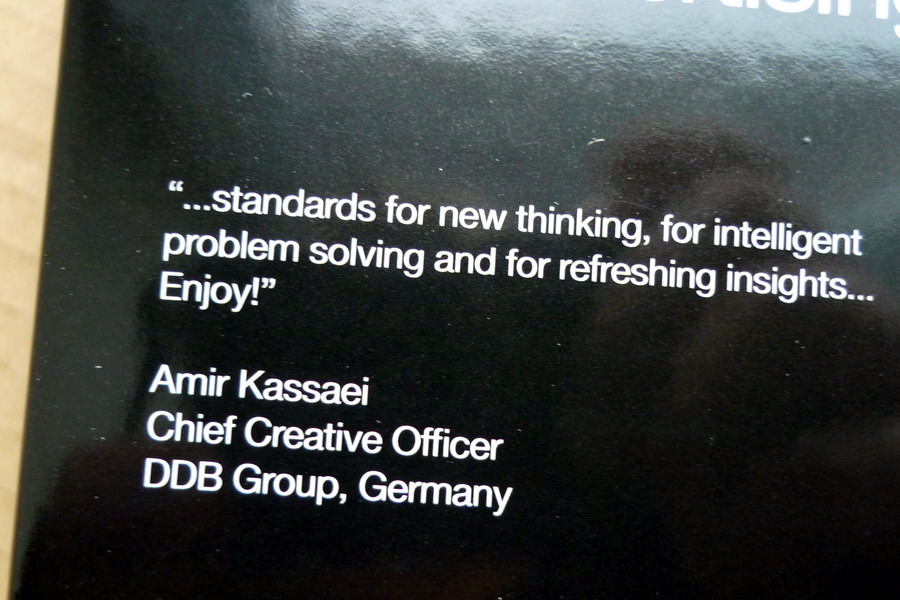 “...standards for new thinking, for intelligent
problem solving and for refreshing insights...
Enjoy!”
Amir Kassaei
Chief Creative Officer
DDB Group, Germany